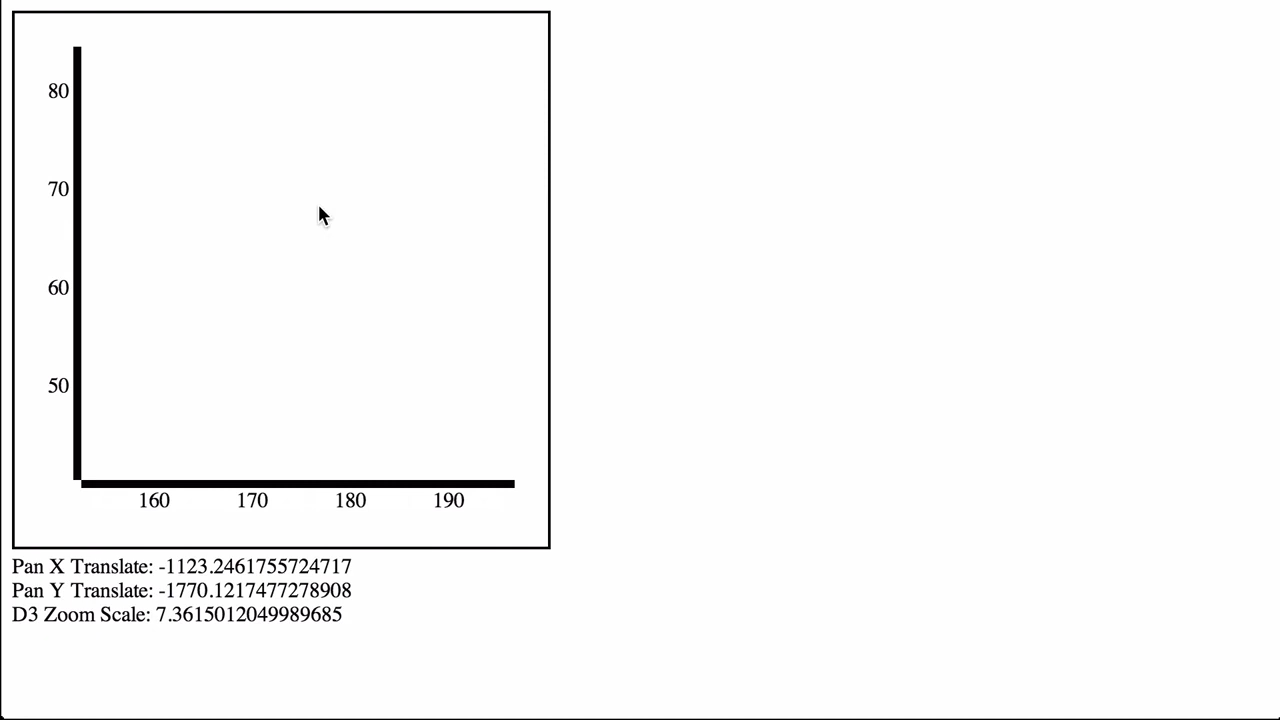 80
70
60
50
160 170 180 190
Pan X Translate: -1123.2461755724717
Pan Y Translate: -1770.1217477278908
D3 Zoom Scale: 7.3615012049989685